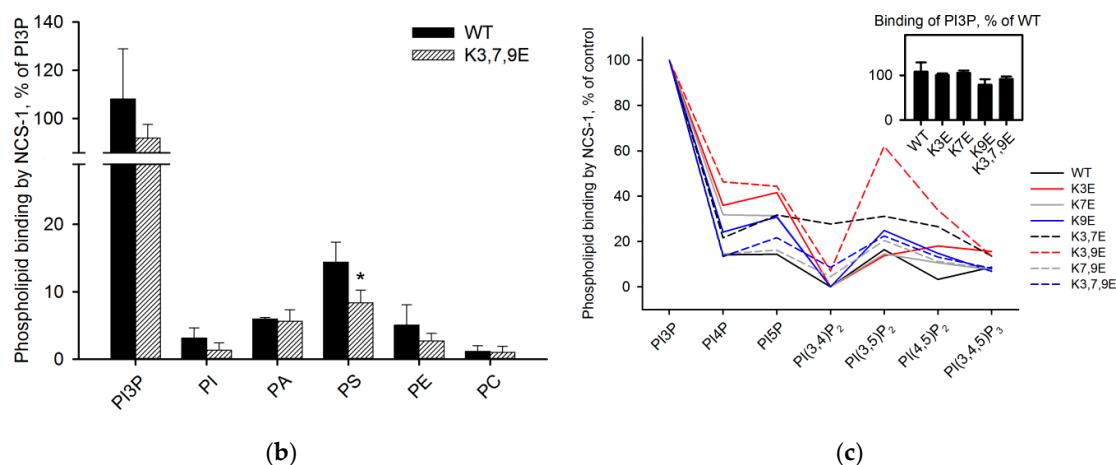 Phospholipid binding by NCS-1, % of PI3P
140
120
100
80
20
10
0
WT
K3,7,9E
*
PI3P
PI
PA
PS
PE
PC
(b)
Phospholipid binding by NCS-1, % of control
100
80
60
40
20
0
PI3P
PI4P
PI5P
PI(3,4)P2
PI(3,5)P2
PI(4,5)P2
PI(3,4,5)P3
Binding of PI3P, % of WT
100
0
WT
K3E
K7E
K9E
K3,7,9E
WT
K3E
K7E
K9E
K3,7E
K3,9E
K7,9E
K3,7,9E
(c)